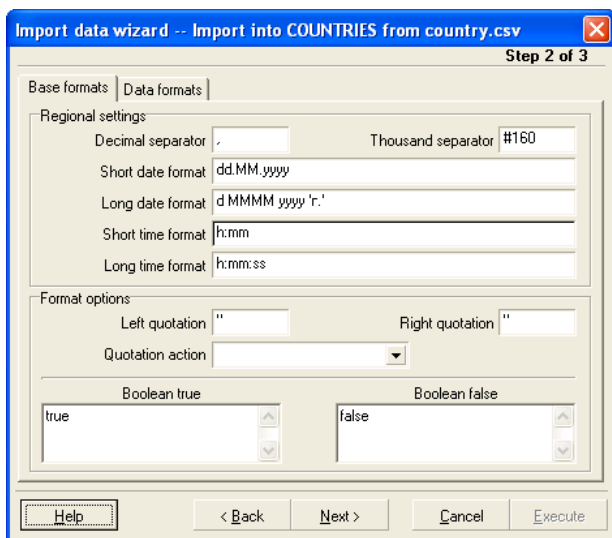 Import data wizard -- Import into COUNTRIES from country.csv
Step 2 of 3
Base formats Data formats
Regional settings
Decimal separator , Thousand separator #160
Short date format dd.MM.yyyy
Long date format d MMMM yyyy 'r.'
Short time format h:mm
Long time format h:mm:ss
Format options
Left quotation " Right quotation "
Quotation action
Boolean true Boolean false
true false
Help < Back Next > Cancel Execute